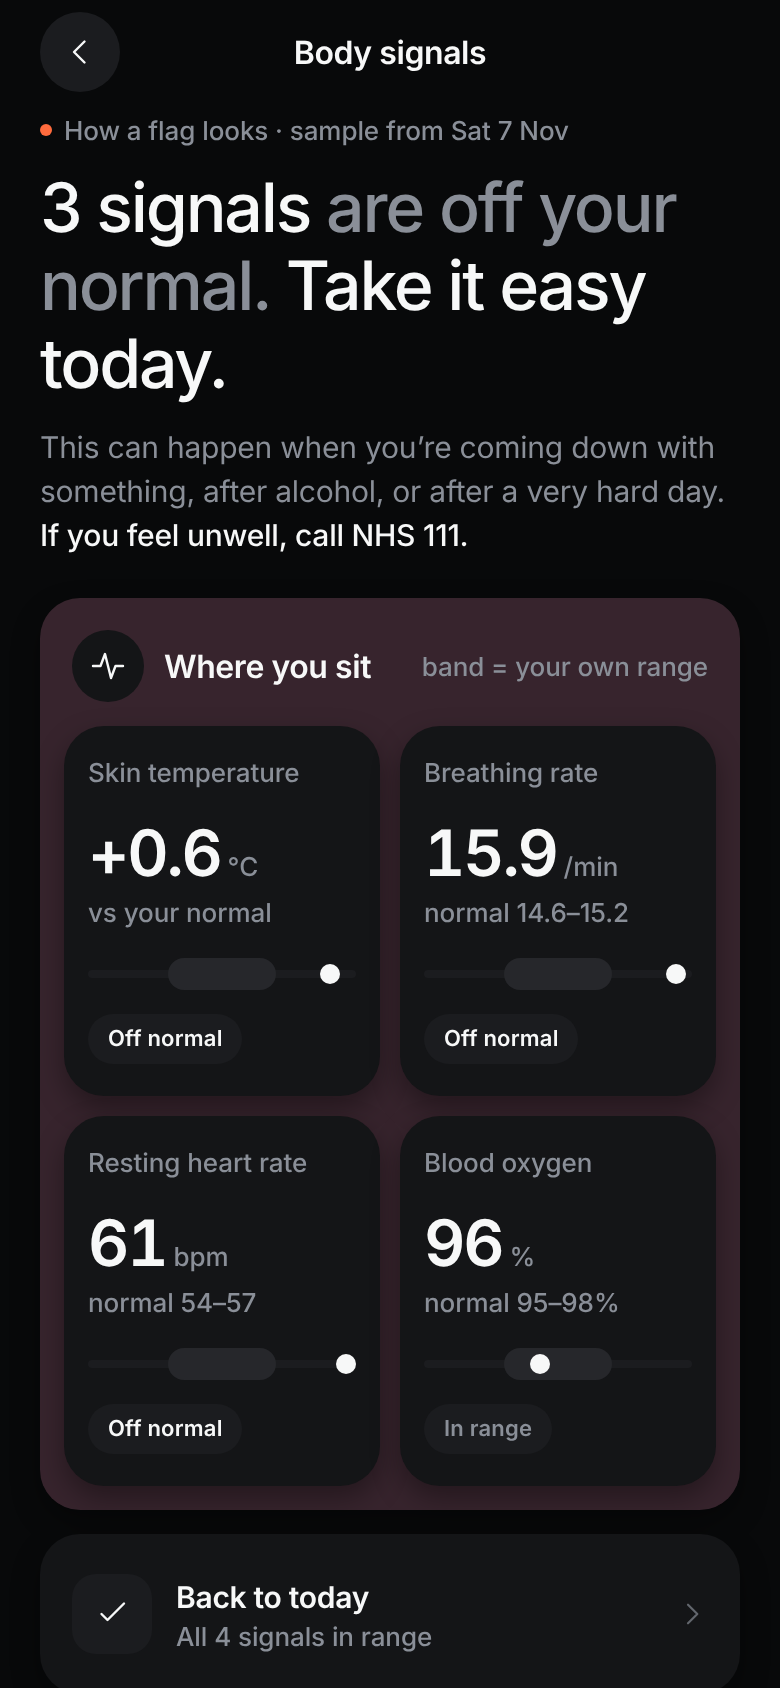 Body signals
How a flag looks · sample from Sat 7 Nov
3 signals are off your
normal. Take it easy
today.
This can happen when you’re coming down with
something, after alcohol, or after a very hard day.
If you feel unwell, call NHS 111.
Where you sit
band = your own range
Skin temperature
+0.6 °C
vs your normal
Off normal
Breathing rate
15.9 /min
normal 14.6–15.2
Off normal
Resting heart rate
61 bpm
normal 54–57
Off normal
Blood oxygen
96 %
normal 95–98%
In range
Back to today
All 4 signals in range